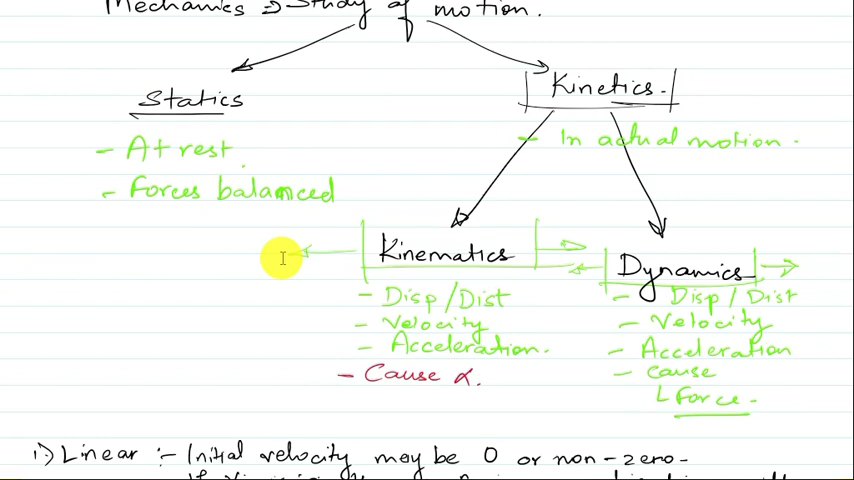 Mechanics ⇒ Study of motion.
Statics
- At rest.
- Forces balanced
Kinetics.
- In actual motion.
Kinematics
- Disp/Dist
- Velocity
- Acceleration.
- Cause x.
Dynamics
- Disp/Dist
- Velocity
- Acceleration
- cause
Force.
i) Linear :- Initial velocity may be 0 or non-zero.